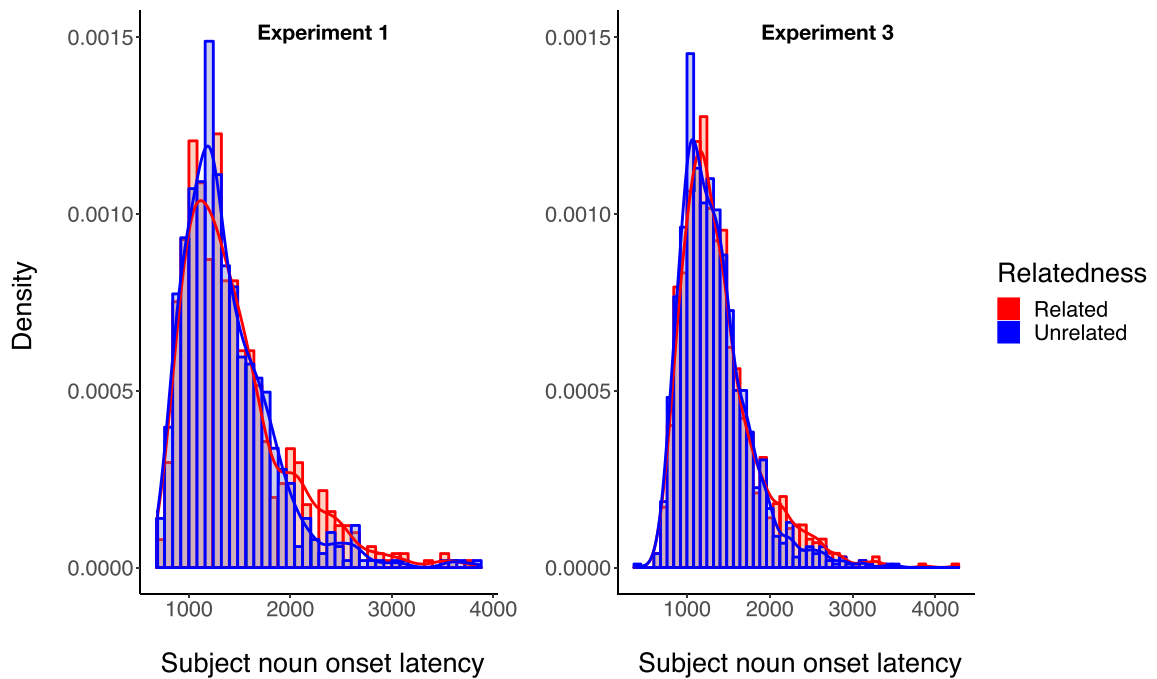 Experiment 1
Experiment 3
Density
0.0015
0.0010
0.0005
0.0000
1000 2000 3000 4000
Subject noun onset latency
0.0015
0.0010
0.0005
0.0000
1000 2000 3000 4000
Subject noun onset latency
Relatedness
Related
Unrelated